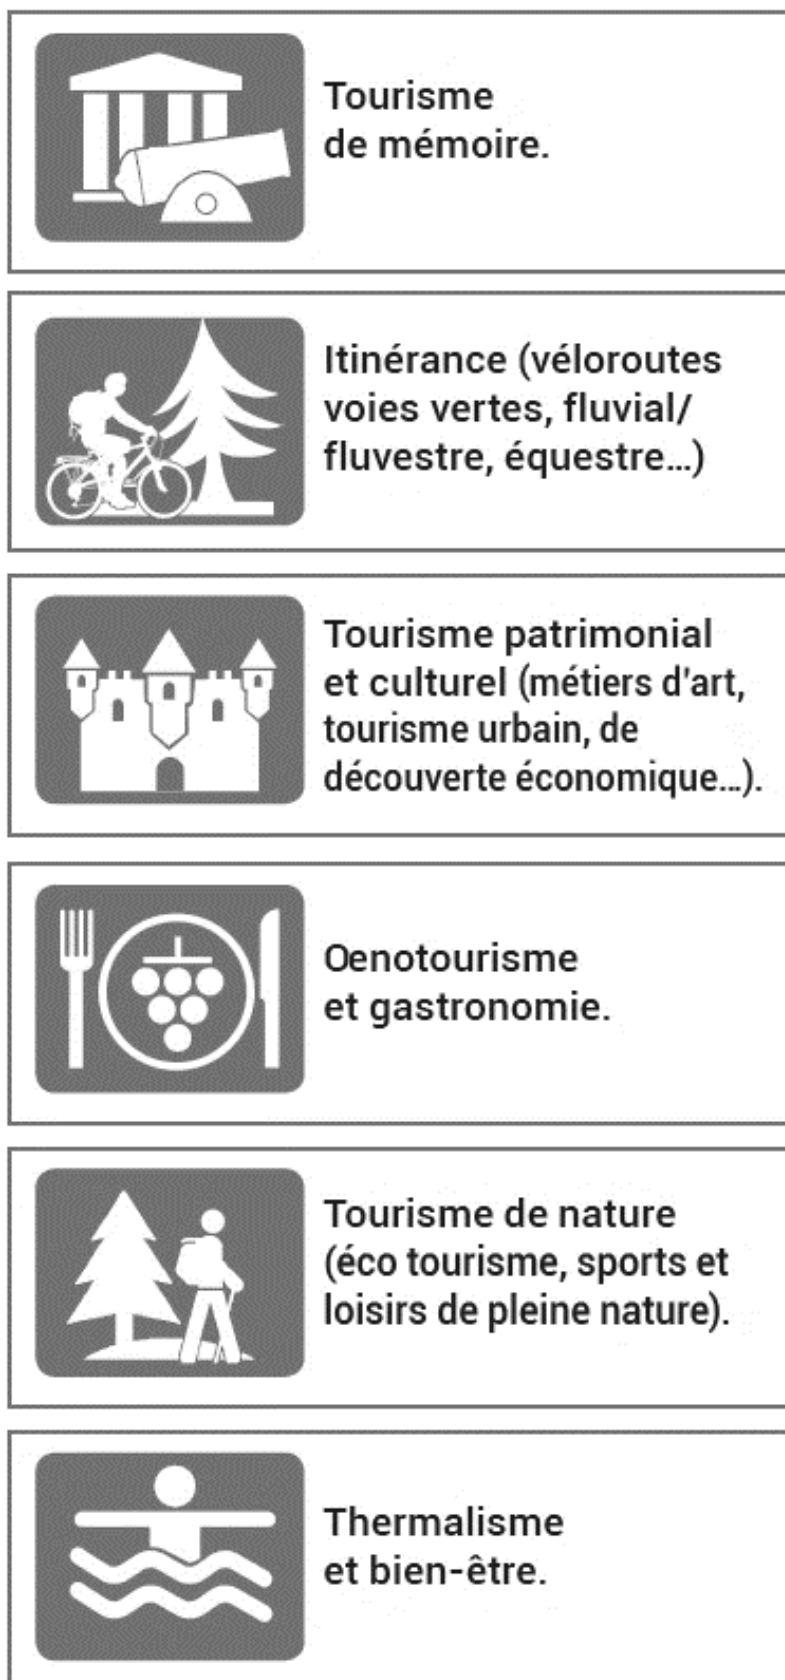 Tourisme
de mémoire.
Itinérance (véloroutes
voies vertes, fluvial/
fluvestre, équestre...)
Tourisme patrimonial
et culturel (métiers d'art,
tourisme urbain, de
découverte économique...).
Oenotourisme
et gastronomie.
Tourisme de nature
(éco tourisme, sports et
loisirs de pleine nature).
Thermalisme
et bien-être.